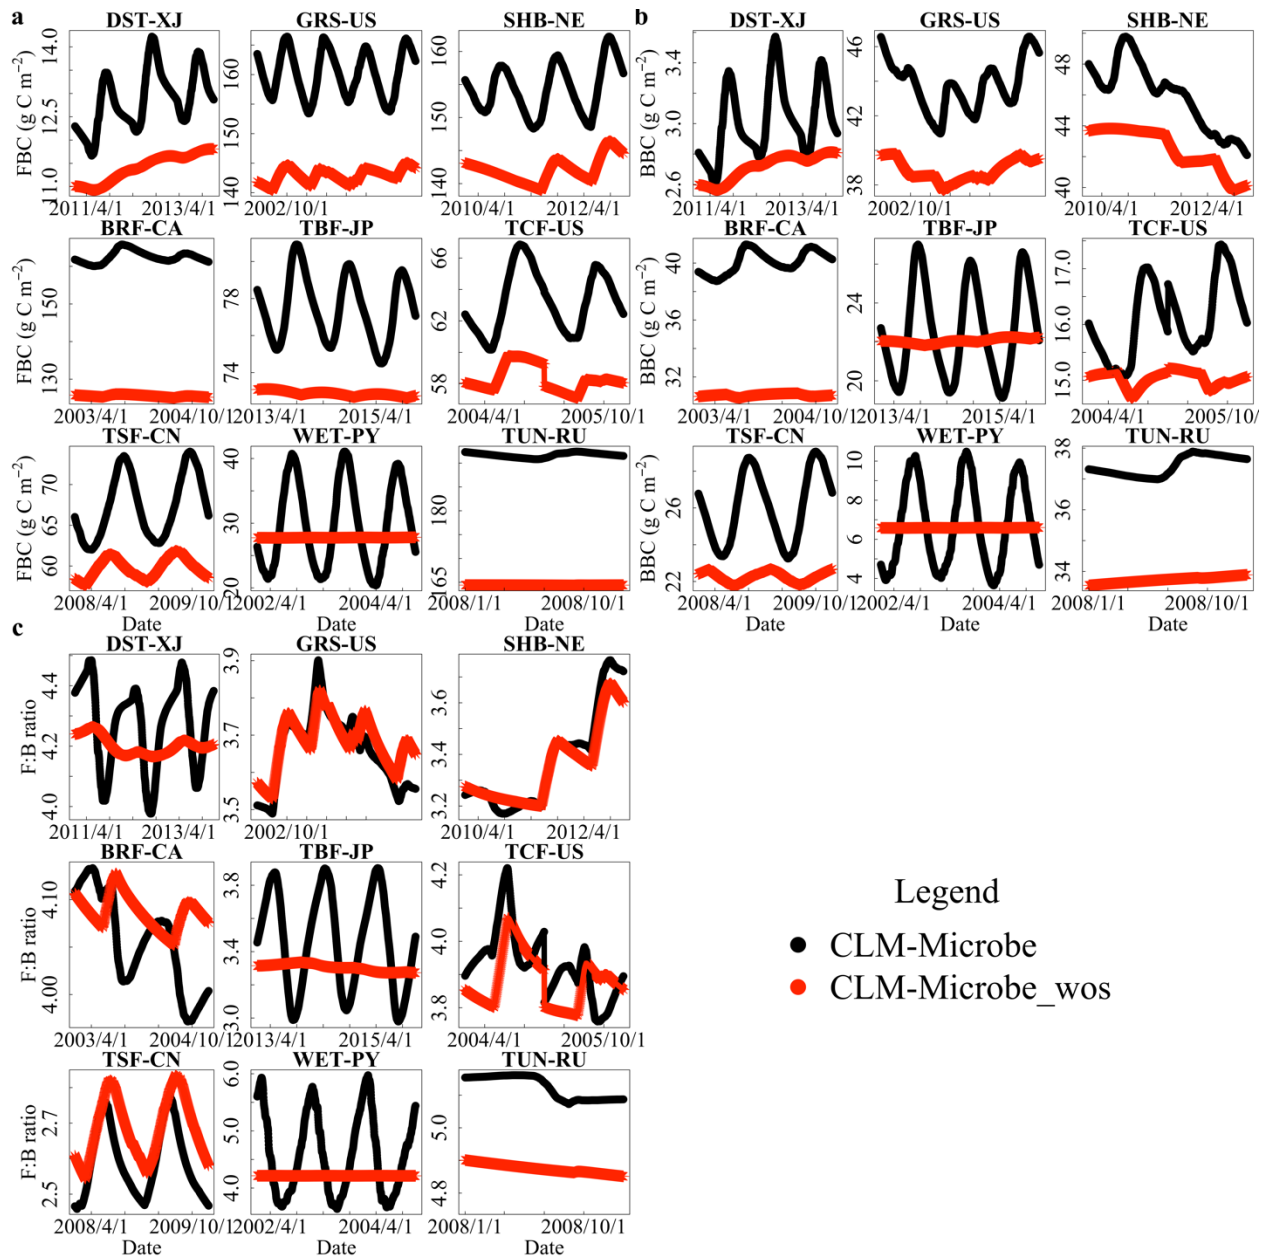 a
DST-XJ
GRS-US
SHB-NE
FBC (g C m−2)
11.0 12.5 14.0
140 150 160
140 150 160
2011/4/1 2013/4/1
2002/10/1
2010/4/1 2012/4/1
BRF-CA
TBF-JP
TCF-US
FBC (g C m−2)
130 150
74 78
58 62 66
2003/4/1 2004/10/1
2013/4/1 2015/4/1
2004/4/1 2005/10/1
TSF-CN
WET-PY
TUN-RU
FBC (g C m−2)
60 65 70
20 30 40
165 180
2008/4/1 2009/10/1
2002/4/1 2004/4/1
2008/1/1 2008/10/1
Date
Date
b
DST-XJ
GRS-US
SHB-NE
BBC (g C m−2)
2.6 3.0 3.4
38 42 46
40 44 48
2011/4/1 2013/4/1
2002/10/1
2010/4/1 2012/4/1
BRF-CA
TBF-JP
TCF-US
BBC (g C m−2)
32 36 40
20 24
15.0 16.0 17.0
2003/4/1 2004/10/1
2013/4/1 2015/4/1
2004/4/1 2005/10/
TSF-CN
WET-PY
TUN-RU
BBC (g C m−2)
22 26
4 6 8 10
34 36 38
2008/4/1 2009/10/1
2002/4/1 2004/4/1
2008/1/1 2008/10/1
Date
Date
c
DST-XJ
GRS-US
SHB-NE
F:B ratio
4.0 4.2 4.4
3.5 3.7 3.9
3.2 3.4 3.6
2011/4/1 2013/4/1
2002/10/1
2010/4/1 2012/4/1
BRF-CA
TBF-JP
TCF-US
F:B ratio
4.00 4.10
3.0 3.4 3.8
3.8 4.0 4.2
2003/4/1 2004/10/1
2013/4/1 2015/4/1
2004/4/1 2005/10/1
TSF-CN
WET-PY
TUN-RU
F:B ratio
2.5 2.7
4.0 5.0 6.0
4.8 5.0
2008/4/1 2009/10/1
2002/4/1 2004/4/1
2008/1/1 2008/10/1
Date
Date
Legend
CLM-Microbe
CLM-Microbe_wos